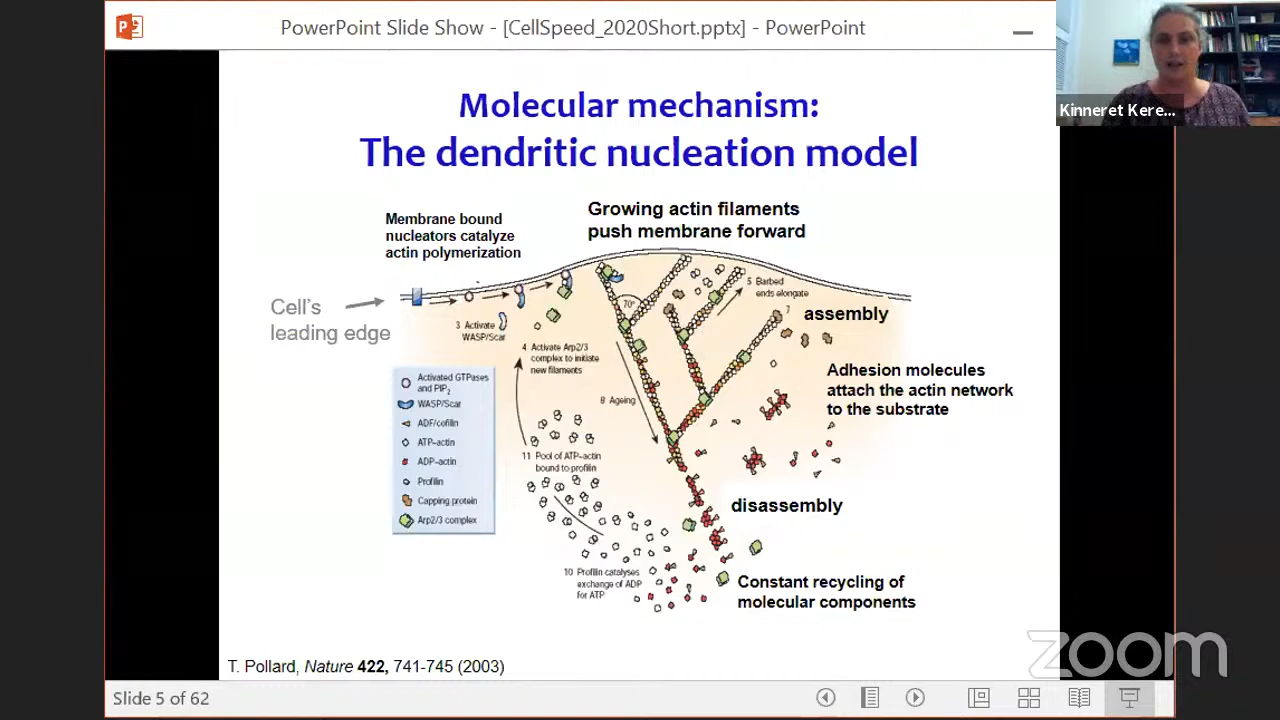 PowerPoint Slide Show - [CellSpeed_2020Short.pptx] - PowerPoint
Kinneret Kere...
Molecular mechanism:
The dendritic nucleation model
Membrane bound
nucleators catalyze
actin polymerization
Growing actin filaments
push membrane forward
Cell's
leading edge
3 Activate
WASP/Scar
4 Activate Arp2/3
complex to initiate
new filaments
70°
5 Barbed
ends elongate
7
assembly
8 Ageing
Adhesion molecules
attach the actin network
to the substrate
Activated GTPases
and PIP2
WASP/Scar
ADF/cofilin
ATP–actin
ADP–actin
Profilin
Capping protein
Arp2/3 complex
11 Pool of ATP–actin
bound to profilin
disassembly
10 Profilin catalyses
exchange of ADP
for ATP
Constant recycling of
molecular components
T. Pollard, Nature 422, 741-745 (2003)
zoom
Slide 5 of 62